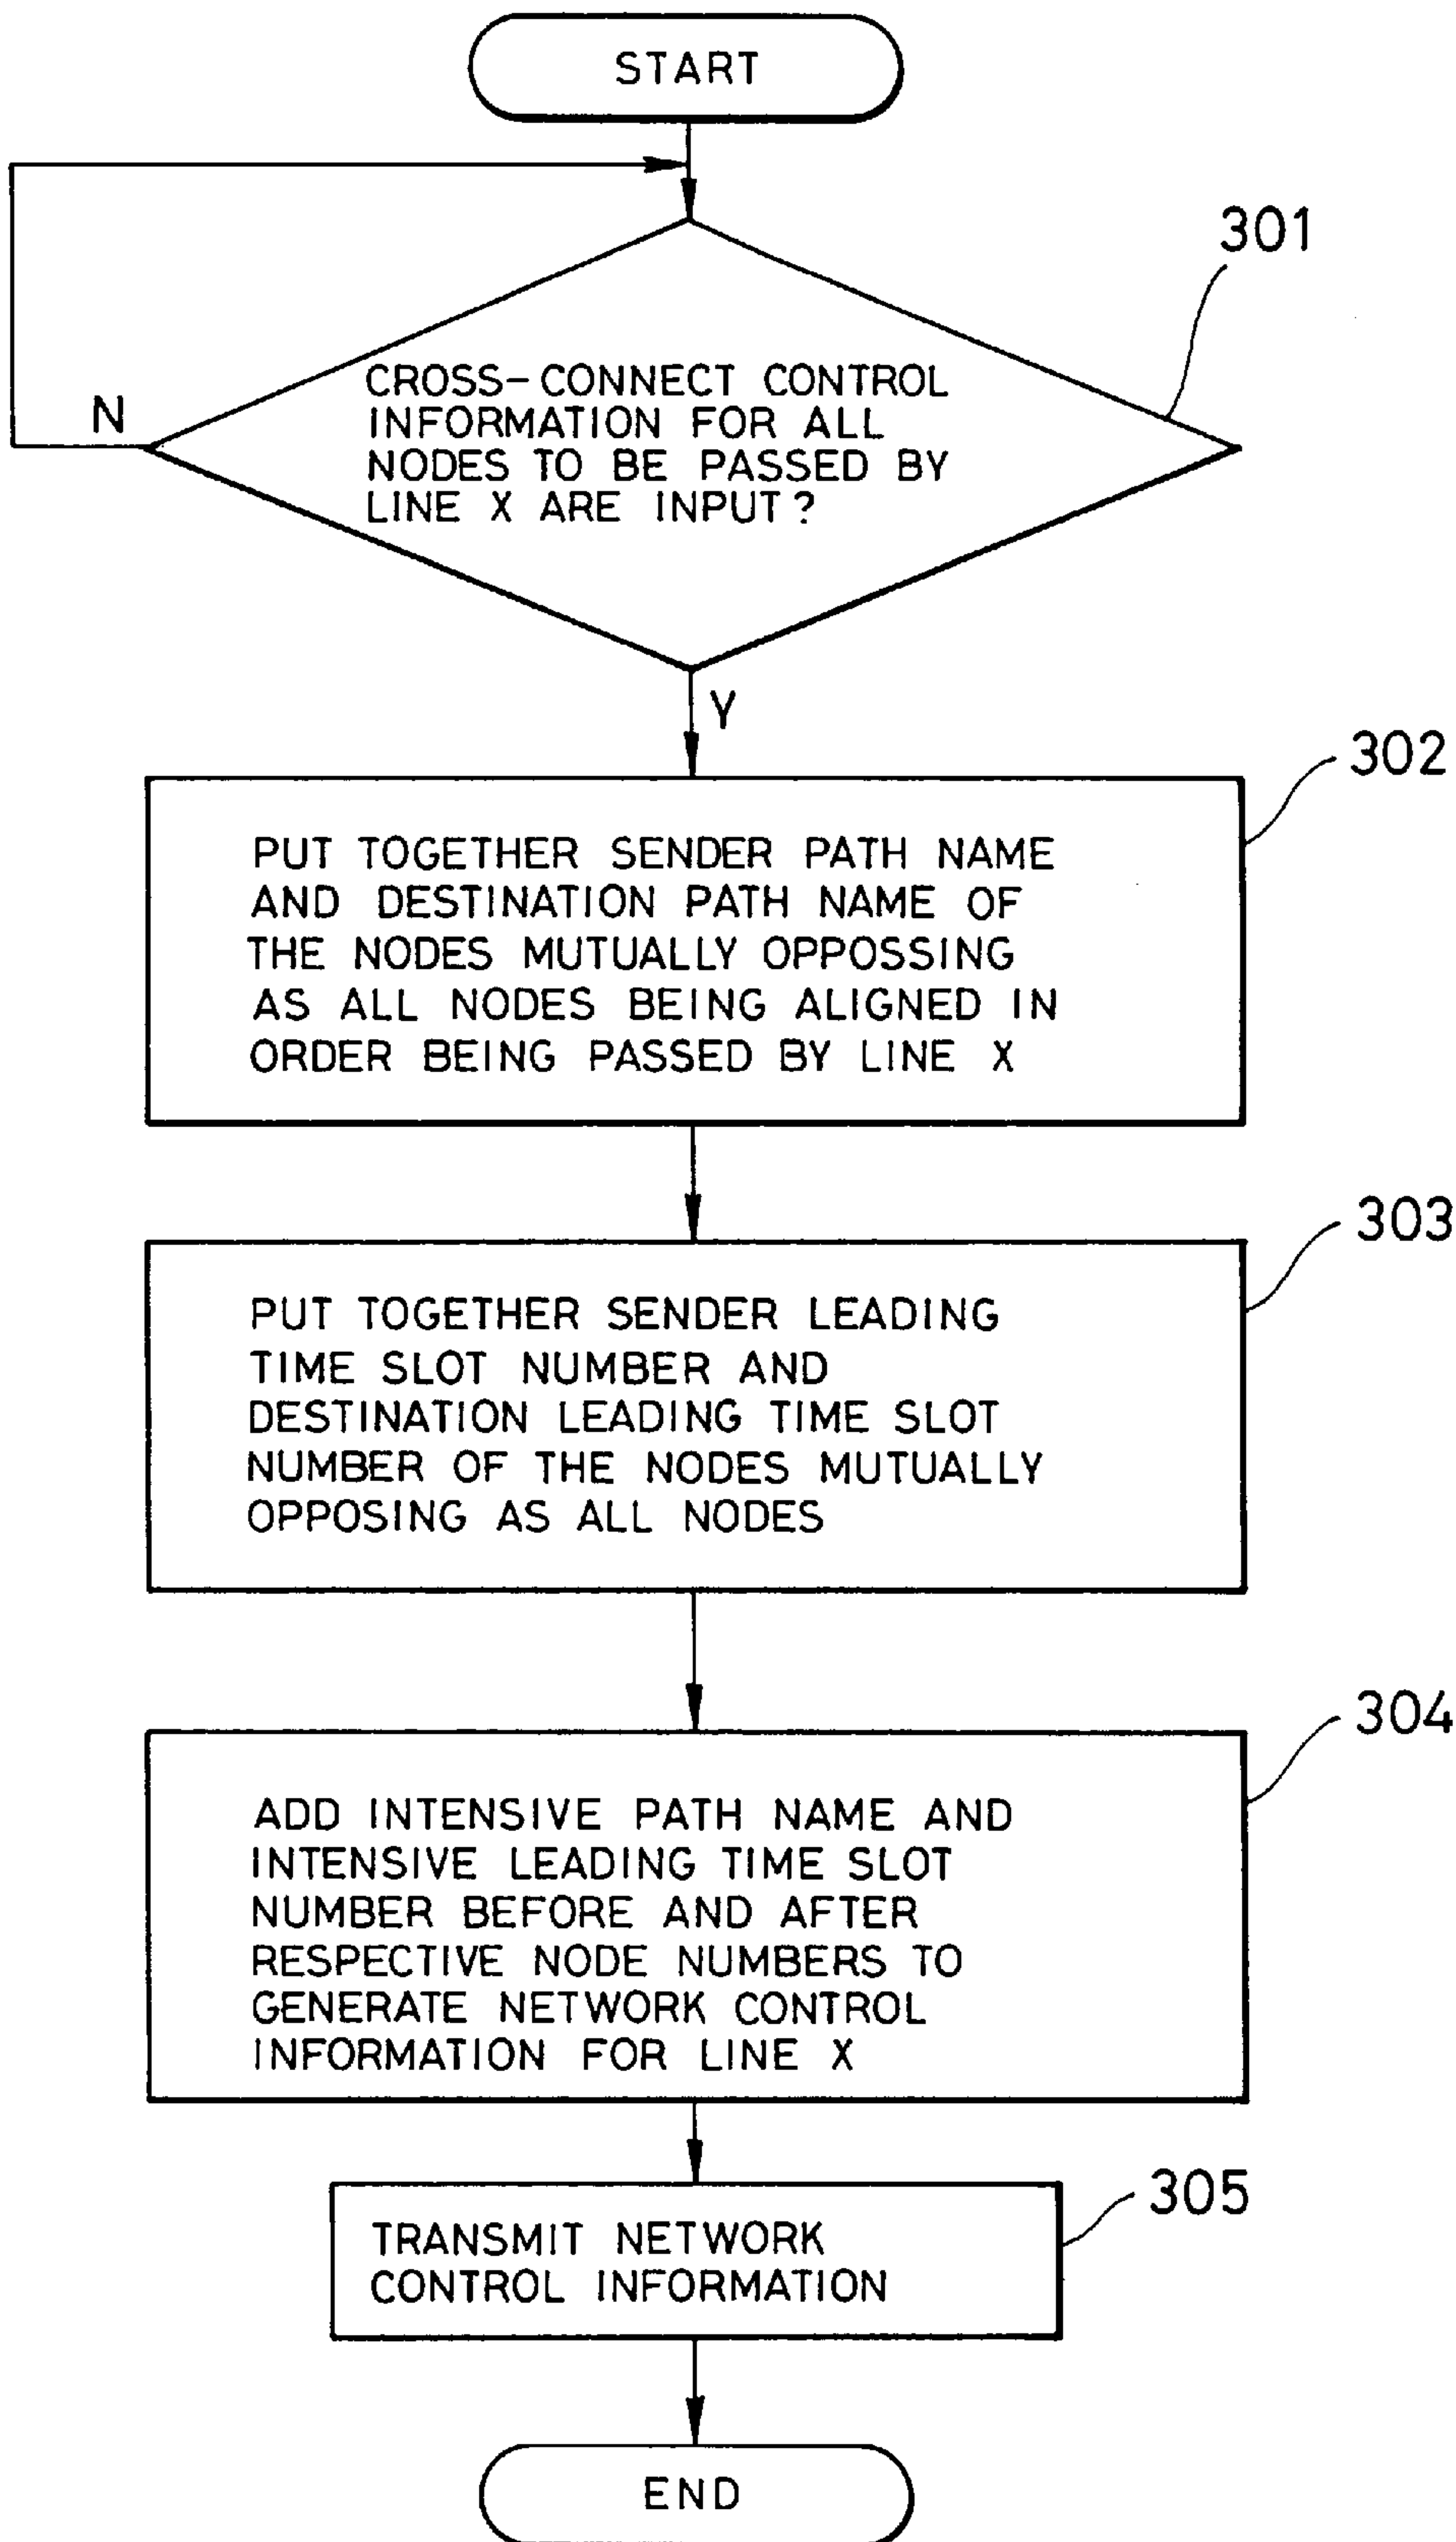 START
301
CROSS-CONNECT CONTROL
INFORMATION FOR ALL
NODES TO BE PASSED BY
LINE X ARE INPUT?
N
Y
302
PUT TOGETHER SENDER PATH NAME
AND DESTINATION PATH NAME OF
THE NODES MUTUALLY OPPOSSING
AS ALL NODES BEING ALIGNED IN
ORDER BEING PASSED BY LINE X
303
PUT TOGETHER SENDER LEADING
TIME SLOT NUMBER AND
DESTINATION LEADING TIME SLOT
NUMBER OF THE NODES MUTUALLY
OPPOSING AS ALL NODES
304
ADD INTENSIVE PATH NAME AND
INTENSIVE LEADING TIME SLOT
NUMBER BEFORE AND AFTER
RESPECTIVE NODE NUMBERS TO
GENERATE NETWORK CONTROL
INFORMATION FOR LINE X
305
TRANSMIT NETWORK
CONTROL INFORMATION
END